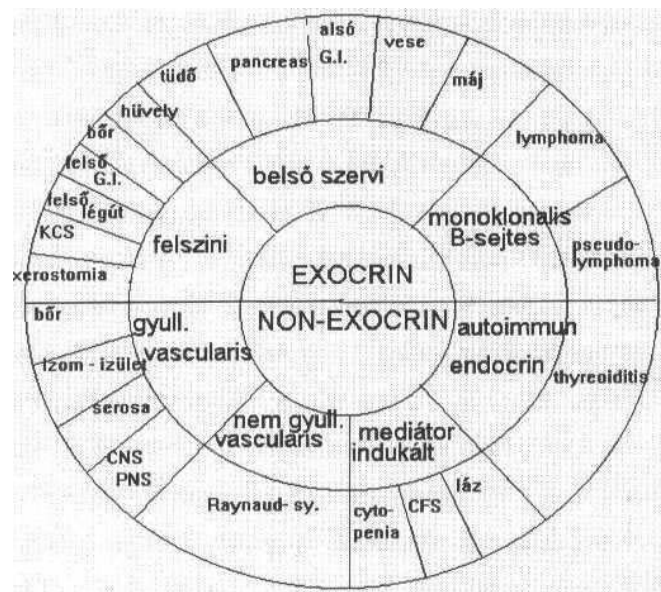 alsó
G.I.
vese
pancreas
tüdő
máj
hüvely
bőr
felső
G.I.
felső
légút
KCS
xerostomia
lymphoma
pseudo-
lymphoma
belső szervi
felszini
monoklonalis
B-sejtes
EXOCRIN
NON-EXOCRIN
gyull.
vascularis
autoimmun
endocrin
nem gyull.
vascularis
mediátor
indukált
bőr
izom - izület
serosa
CNS
PNS
Raynaud- sy.
cyto-
penia
CFS
láz
thyreoiditis